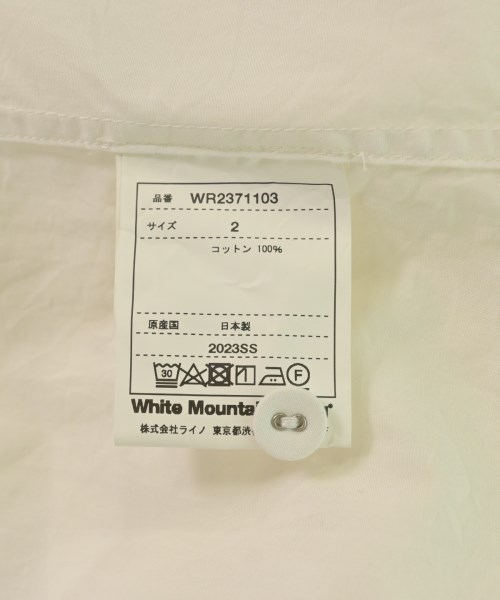 品番 WR2371103
サイズ 2
コットン 100%
原産国 日本製
2023SS
30 F
White
株式会社ライノ 東京都渋